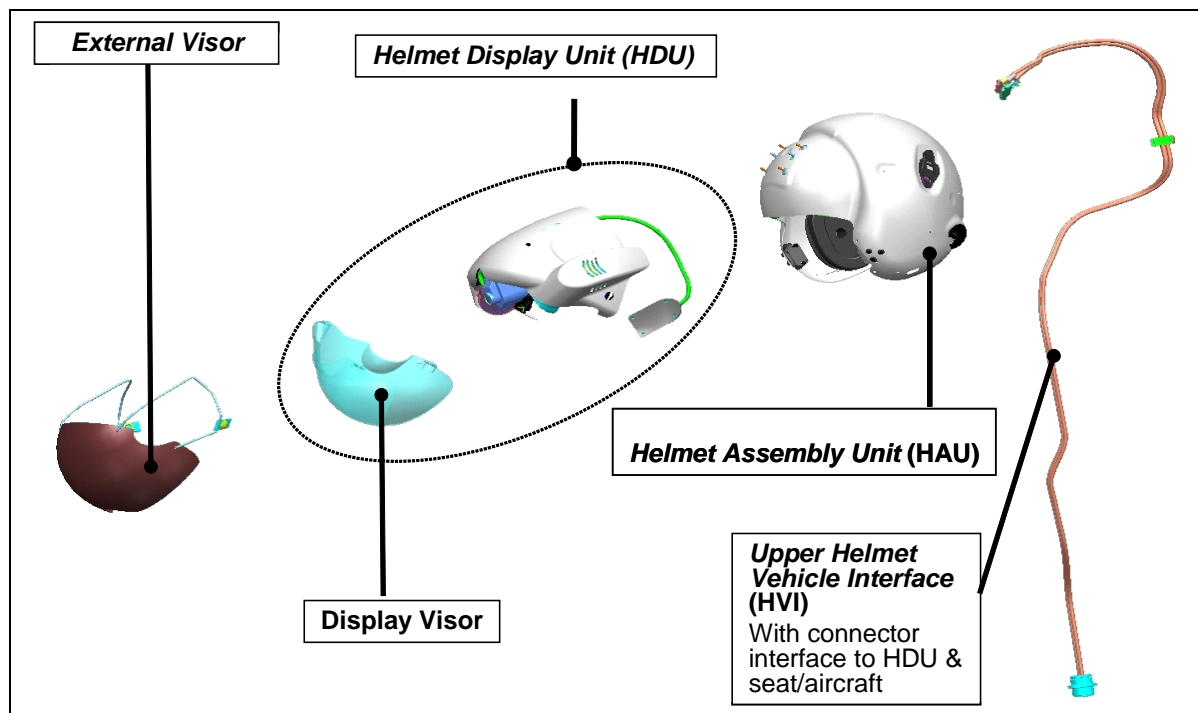 External Visor
Helmet Display Unit (HDU)
Helmet Assembly Unit (HAU)
Display Visor
Upper Helmet
Vehicle Interface
(HVI)
With connector
interface to HDU &
seat/aircraft